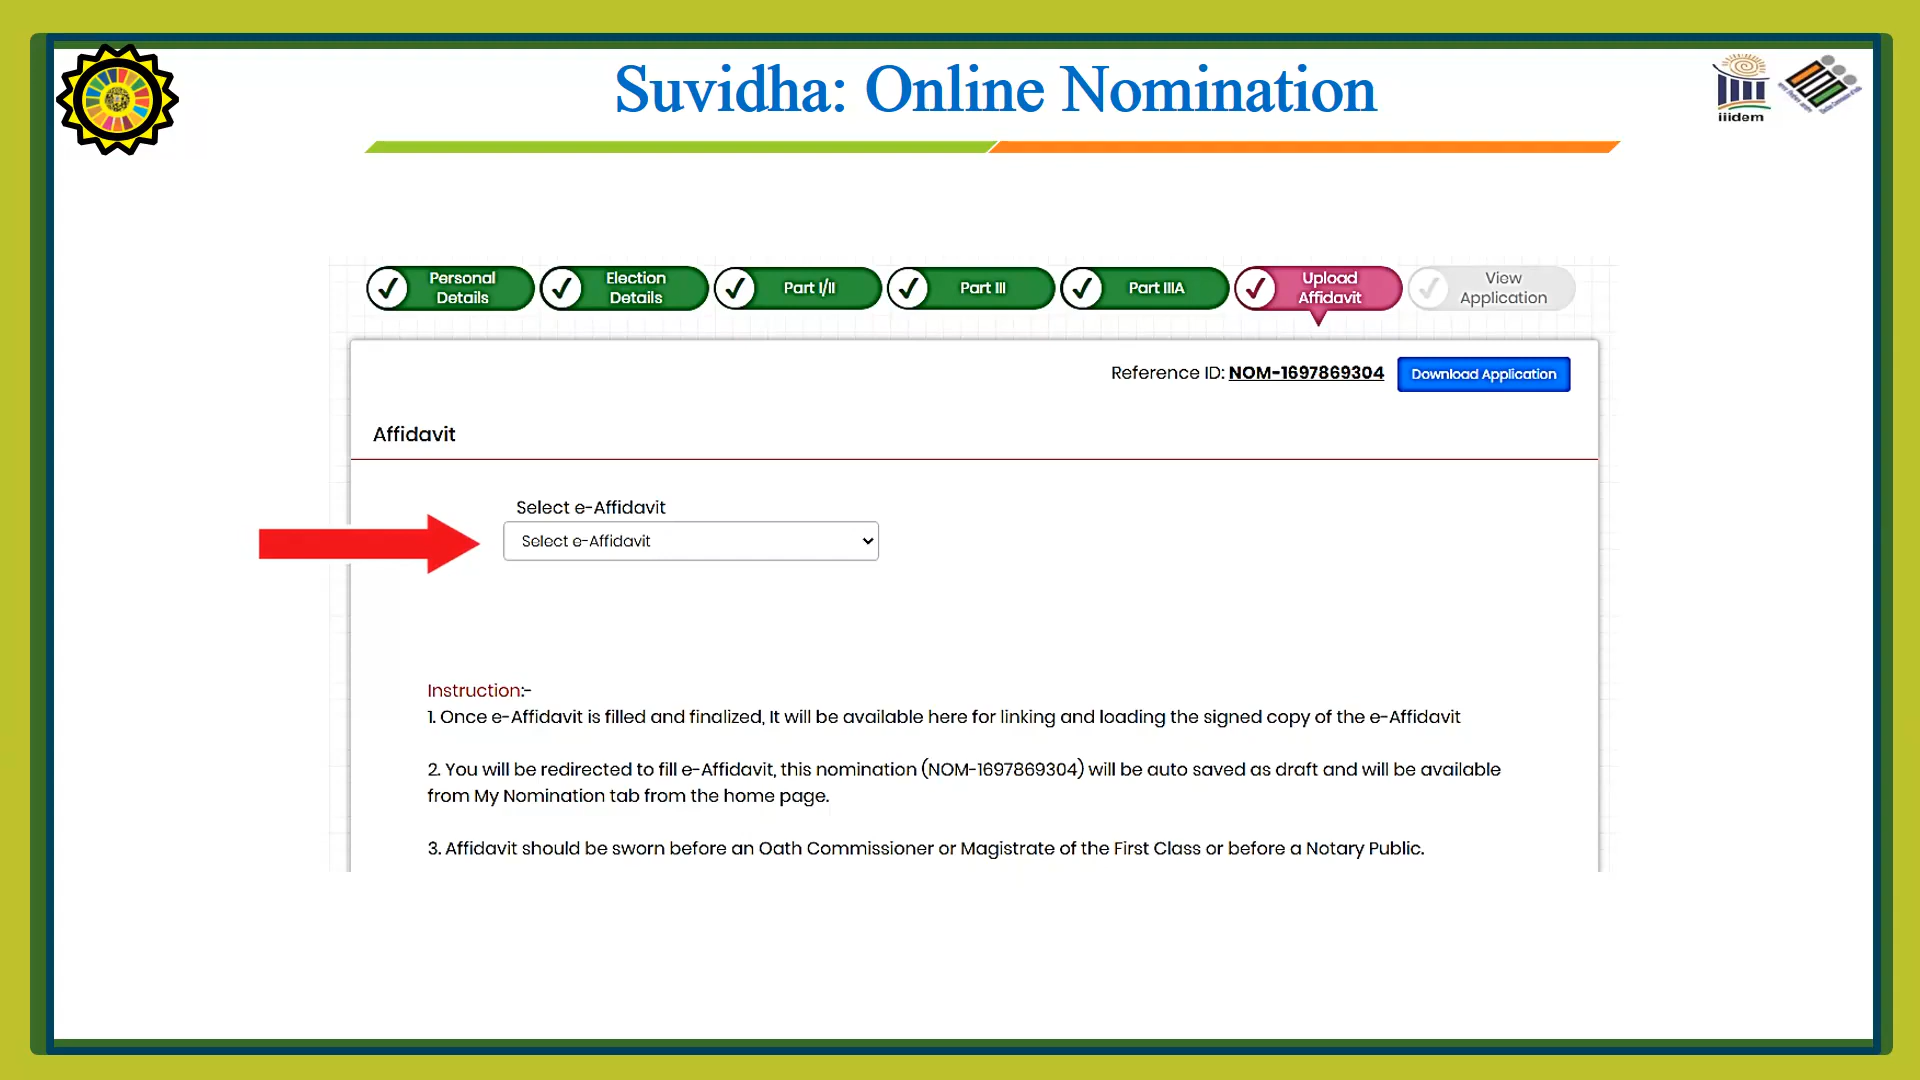 Suvidha: Online Nomination
iiidem
Personal Details
Election Details
Part I/II
Part III
Part IIIA
Upload Affidavit
View Application
Reference ID: NOM-1697869304
Download Application
Affidavit
Select e-Affidavit
Select e-Affidavit
Instruction:-
1. Once e-Affidavit is filled and finalized, It will be available here for linking and loading the signed copy of the e-Affidavit
2. You will be redirected to fill e-Affidavit, this nomination (NOM-1697869304) will be auto saved as draft and will be available
from My Nomination tab from the home page.
3. Affidavit should be sworn before an Oath Commissioner or Magistrate of the First Class or before a Notary Public.